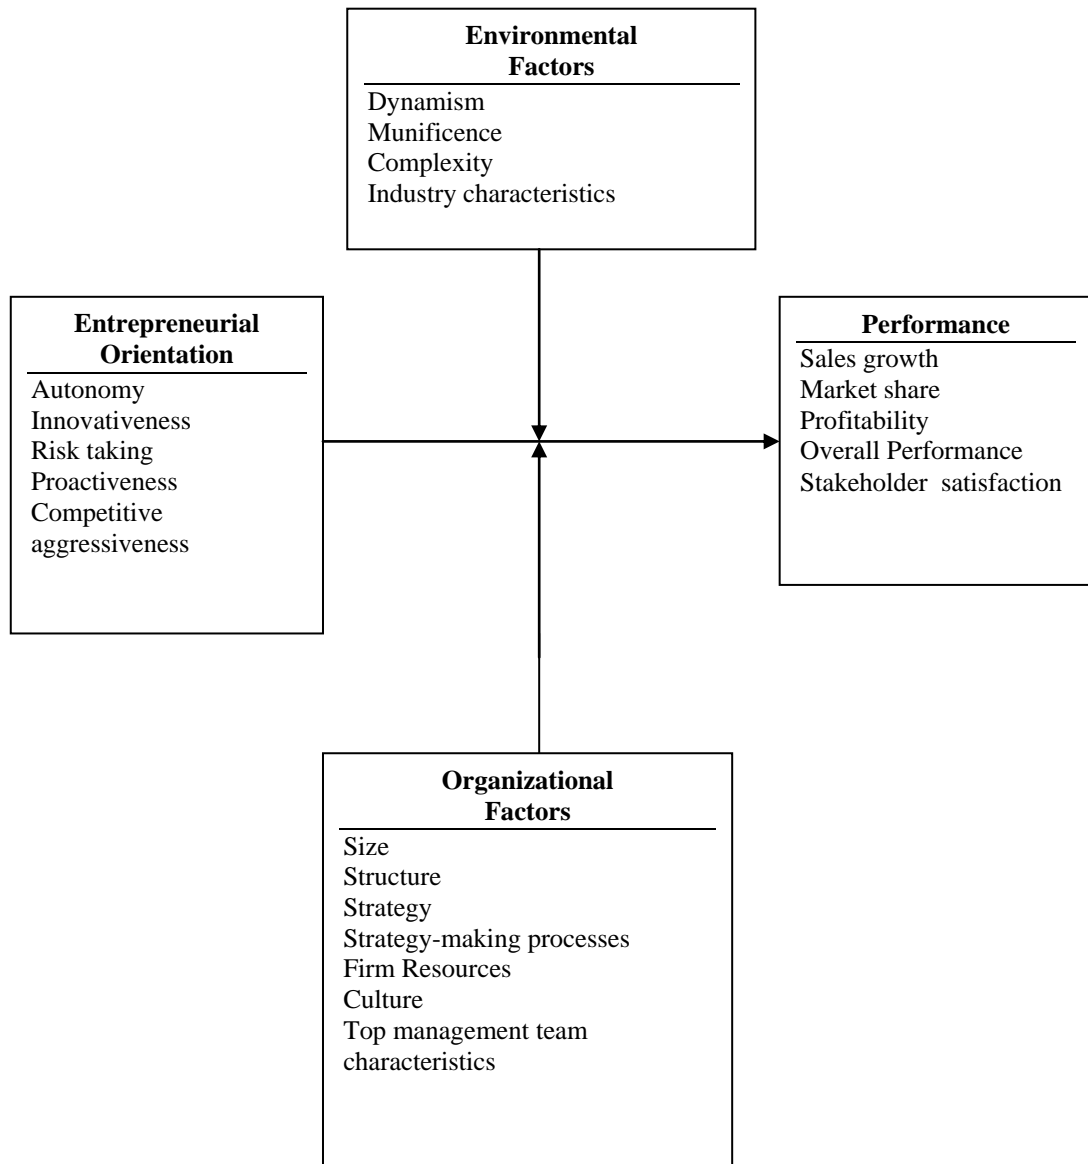 Environmental
Factors
Dynamism
Munificence
Complexity
Industry characteristics
Entrepreneurial
Orientation
Autonomy
Innovativeness
Risk taking
Proactiveness
Competitive
aggressiveness
Performance
Sales growth
Market share
Profitability
Overall Performance
Stakeholder  satisfaction
Organizational
Factors
Size
Structure
Strategy
Strategy-making processes
Firm Resources
Culture
Top management team
characteristics